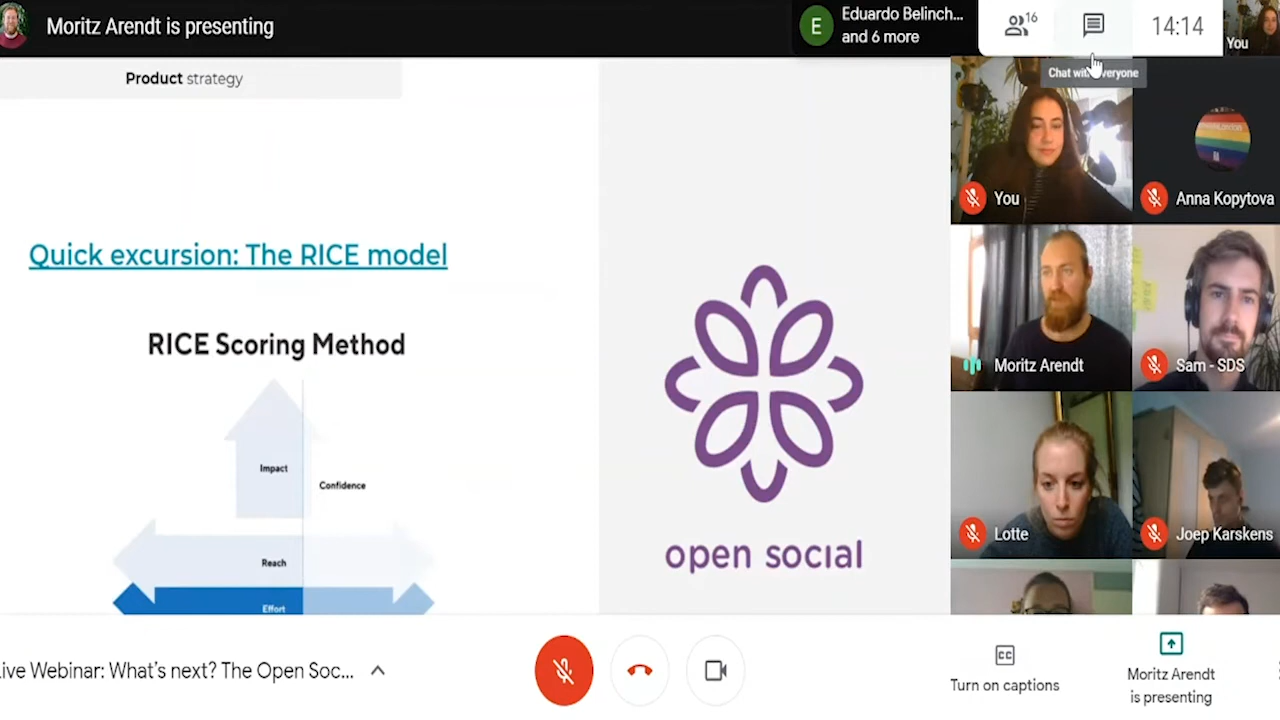 Moritz Arendt is presenting
E
Eduardo Belinch...
and 6 more
16
14:14
You
Product strategy
Chat with everyone
Quick excursion: The RICE model
RICE Scoring Method
Impact
Confidence
Reach
Effort
open social
You
Anna Kopytova
Moritz Arendt
Sam - SDS
Lotte
Joep Karskens
ive Webinar: What's next? The Open Soc...
CC
Turn on captions
Moritz Arendt
is presenting